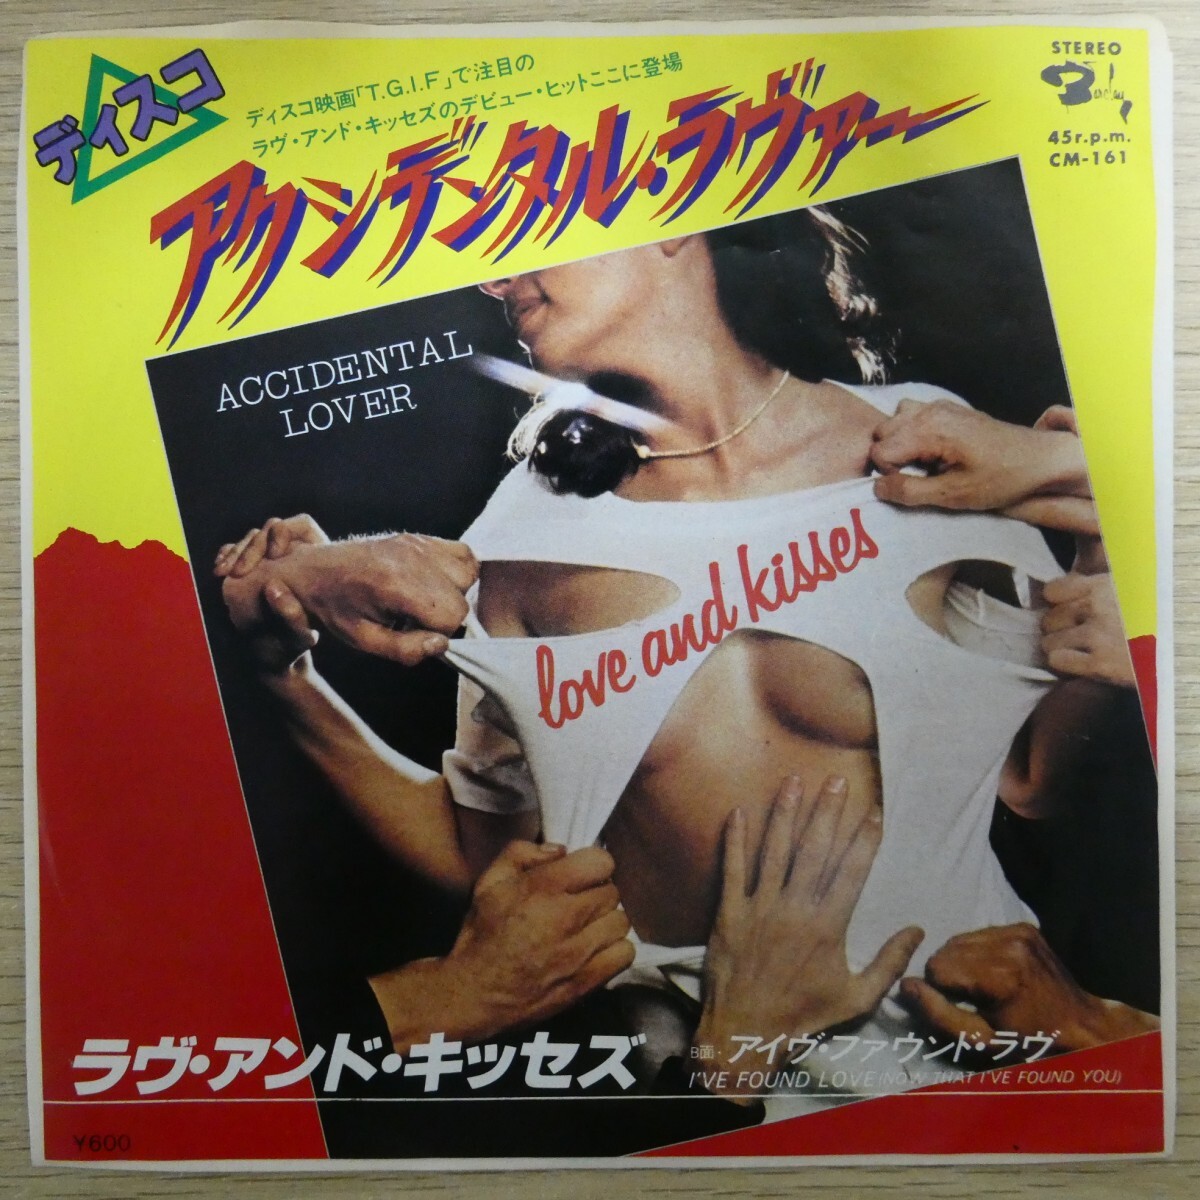 ディスコ
ディスコ映画「T.G.I.F」で注目の
ラヴ・アンド・キッセズのデビュー・ヒットここに登場
STEREO
Barclay
45r.p.m.
CM-161
アクシデンタル・ラヴァー
ACCIDENTAL
LOVER
love and kisses
ラヴ・アンド・キッセズ
B面・アイヴ・ファウンド・ラヴ
I'VE FOUND LOVE (NOW THAT I'VE FOUND YOU)
¥600